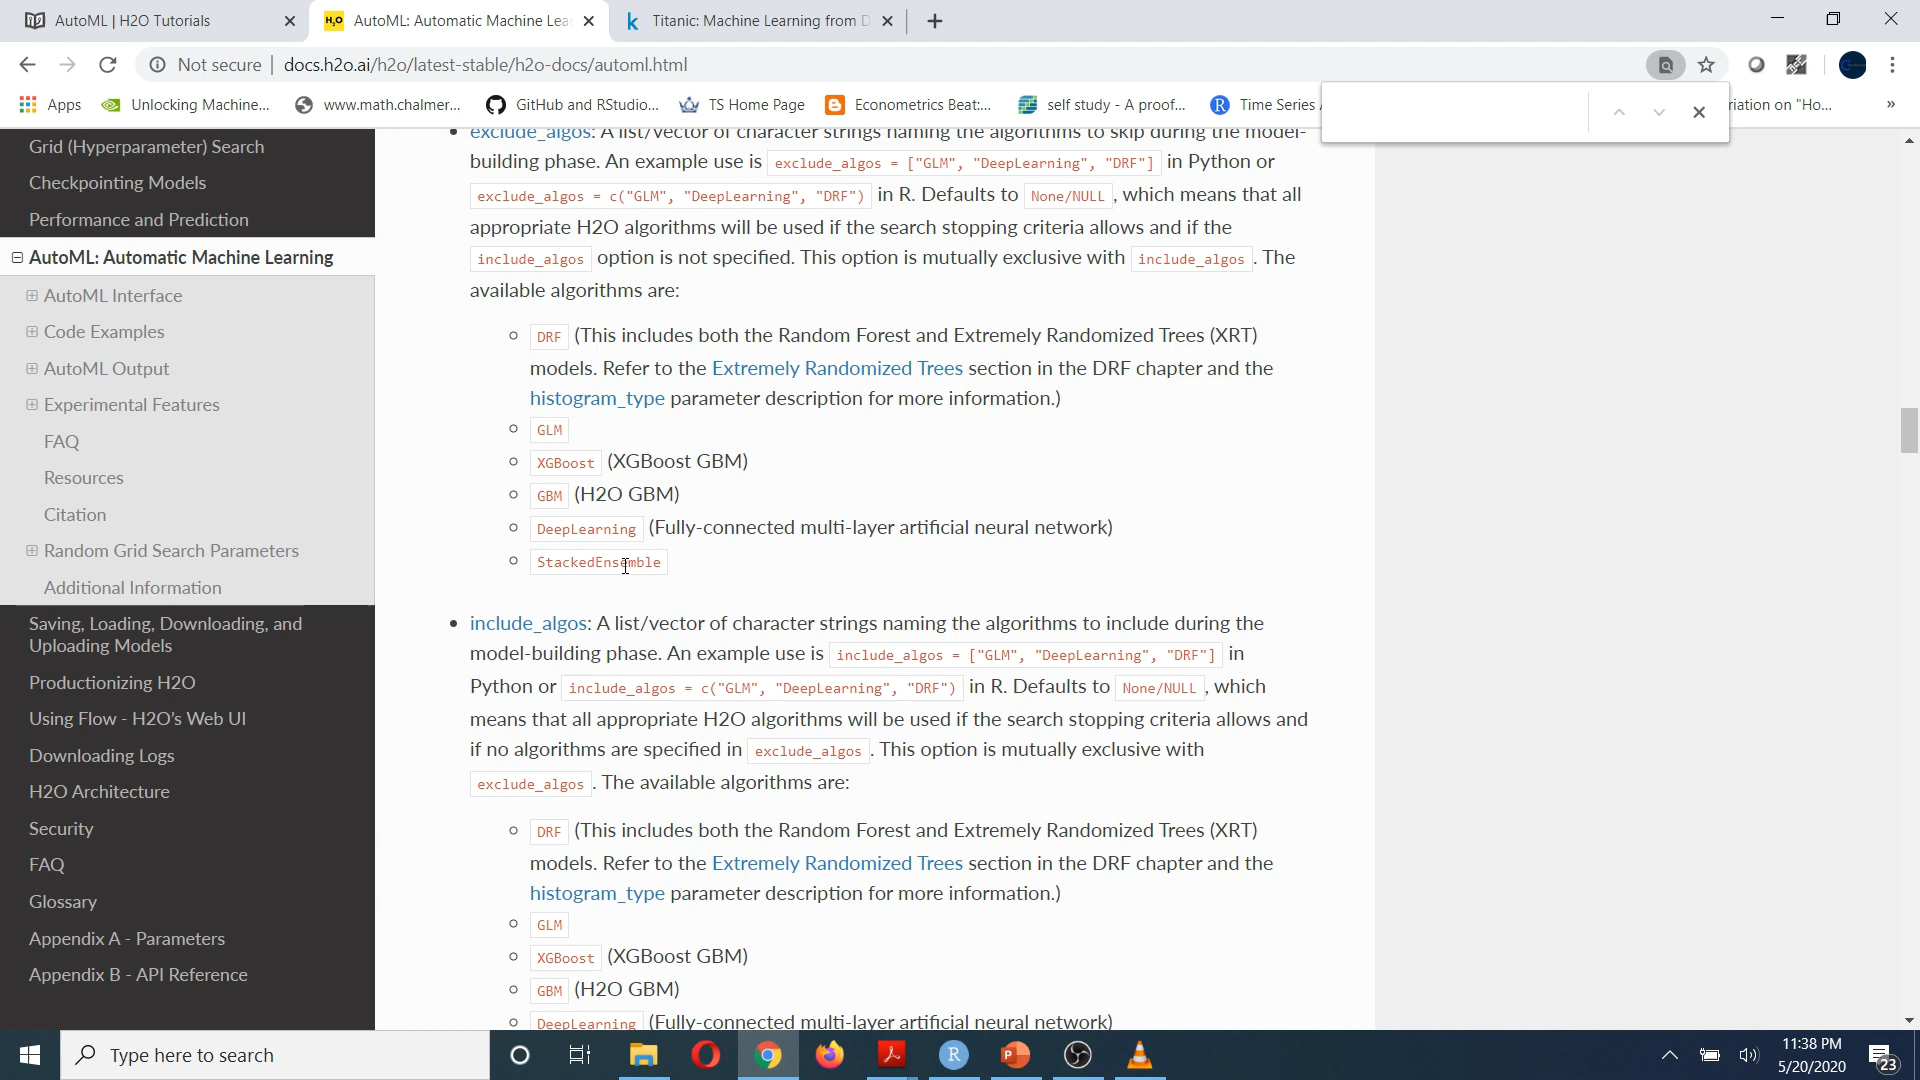 AutoML | H2O Tutorials
H2O AutoML: Automatic Machine Lea
k Titanic: Machine Learning from D
Not secure | docs.h2o.ai/h2o/latest-stable/h2o-docs/automl.html
Apps Unlocking Machine... www.math.chalmer... GitHub and RStudio... TS Home Page Econometrics Beat:... self study - A proof... R Time Series riation on "Ho... »
Grid (Hyperparameter) Search
Checkpointing Models
Performance and Prediction
AutoML: Automatic Machine Learning
AutoML Interface
Code Examples
AutoML Output
Experimental Features
FAQ
Resources
Citation
Random Grid Search Parameters
Additional Information
Saving, Loading, Downloading, and
Uploading Models
Productionizing H2O
Using Flow - H2O's Web UI
Downloading Logs
H2O Architecture
Security
FAQ
Glossary
Appendix A - Parameters
Appendix B - API Reference
exclude_algos: A list/vector of character strings naming the algorithms to skip during the model-
building phase. An example use is exclude_algos = ["GLM", "DeepLearning", "DRF"] in Python or
exclude_algos = c("GLM", "DeepLearning", "DRF") in R. Defaults to None/NULL, which means that all
appropriate H2O algorithms will be used if the search stopping criteria allows and if the
include_algos option is not specified. This option is mutually exclusive with include_algos. The
available algorithms are:
DRF (This includes both the Random Forest and Extremely Randomized Trees (XRT)
models. Refer to the Extremely Randomized Trees section in the DRF chapter and the
histogram_type parameter description for more information.)
GLM
XGBoost (XGBoost GBM)
GBM (H2O GBM)
DeepLearning (Fully-connected multi-layer artificial neural network)
StackedEnsemble
include_algos: A list/vector of character strings naming the algorithms to include during the
model-building phase. An example use is include_algos = ["GLM", "DeepLearning", "DRF"] in
Python or include_algos = c("GLM", "DeepLearning", "DRF") in R. Defaults to None/NULL, which
means that all appropriate H2O algorithms will be used if the search stopping criteria allows and
if no algorithms are specified in exclude_algos. This option is mutually exclusive with
exclude_algos. The available algorithms are:
DRF (This includes both the Random Forest and Extremely Randomized Trees (XRT)
models. Refer to the Extremely Randomized Trees section in the DRF chapter and the
histogram_type parameter description for more information.)
GLM
XGBoost (XGBoost GBM)
GBM (H2O GBM)
DeepLearning (Fully-connected multi-layer artificial neural network)
Type here to search
11:38 PM
5/20/2020
23